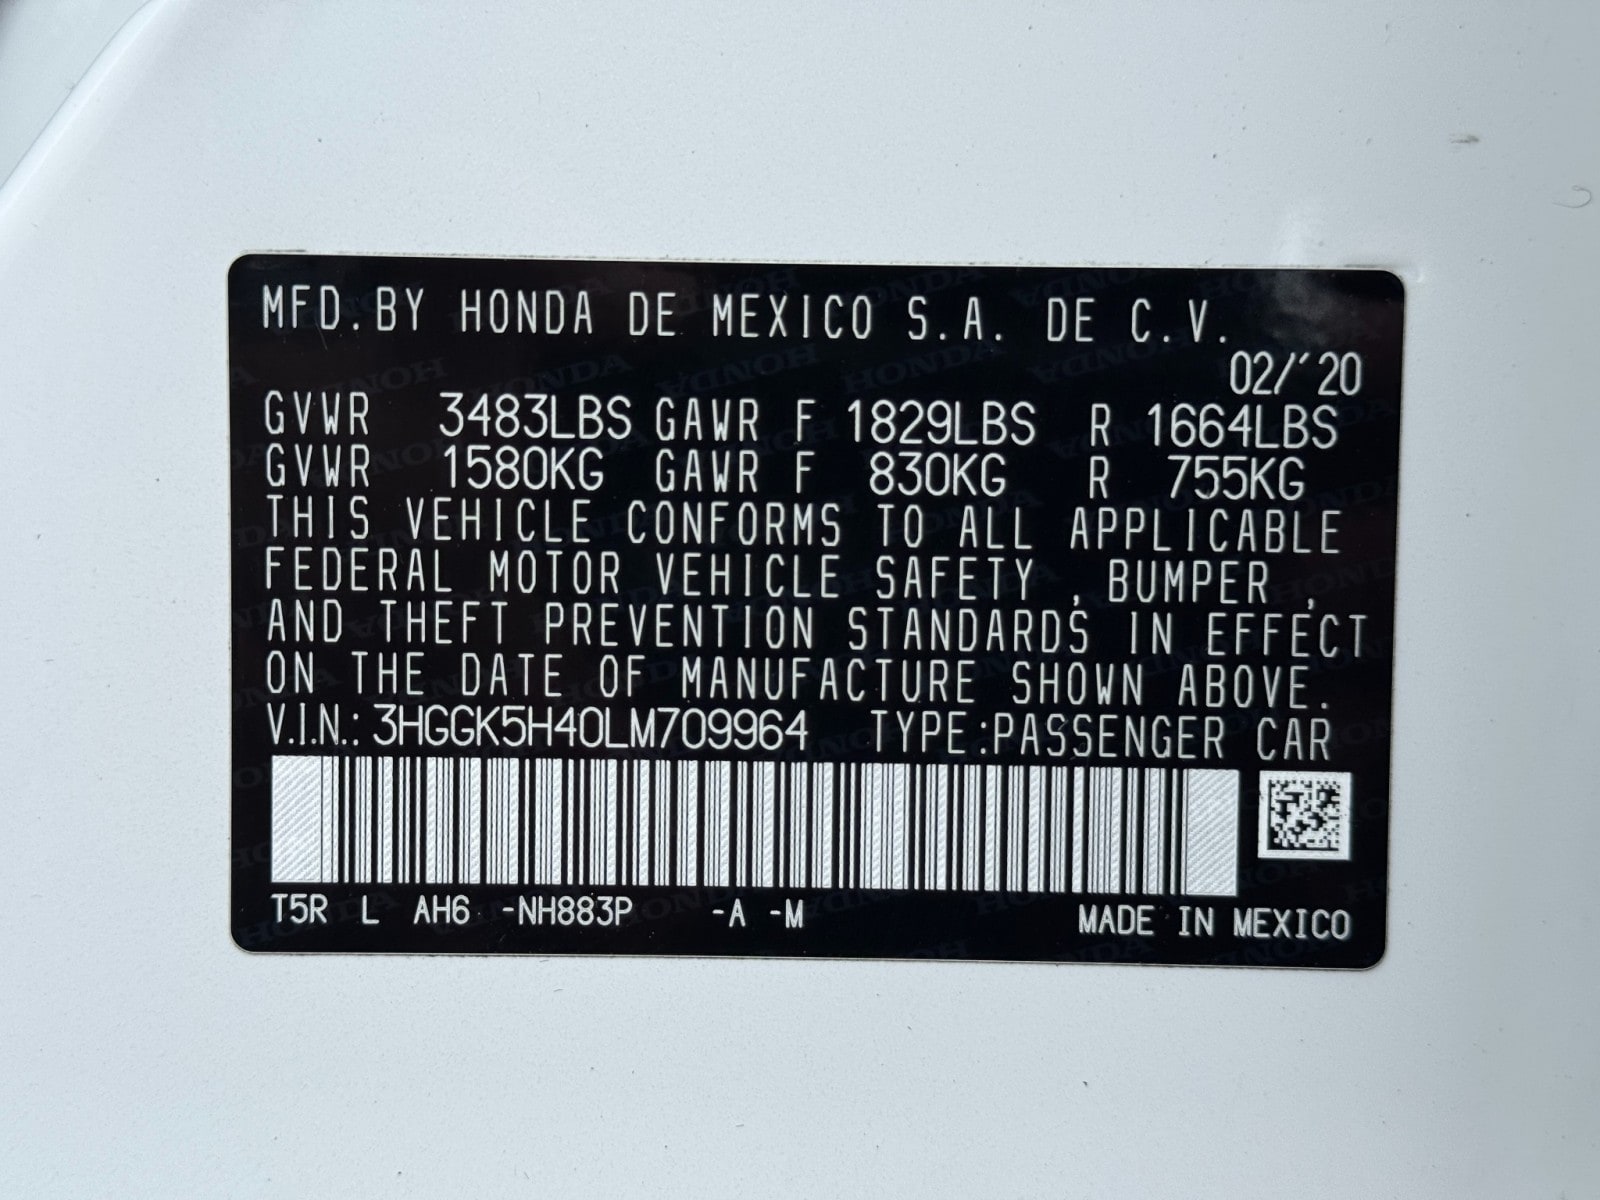 MFD.BY HONDA DE MEXICO S.A. DE C.V.
02/'20
GVWR 3483LBS GAWR F 1829LBS R 1664LBS
GVWR 1580KG GAWR F 830KG R 755KG
THIS VEHICLE CONFORMS TO ALL APPLICABLE
FEDERAL MOTOR VEHICLE SAFETY , BUMPER ,
AND THEFT PREVENTION STANDARDS IN EFFECT
ON THE DATE OF MANUFACTURE SHOWN ABOVE.
V.I.N.: 3HGGK5H40LM709964 TYPE:PASSENGER CAR
T5R L AH6 -NH883P -A -M MADE IN MEXICO